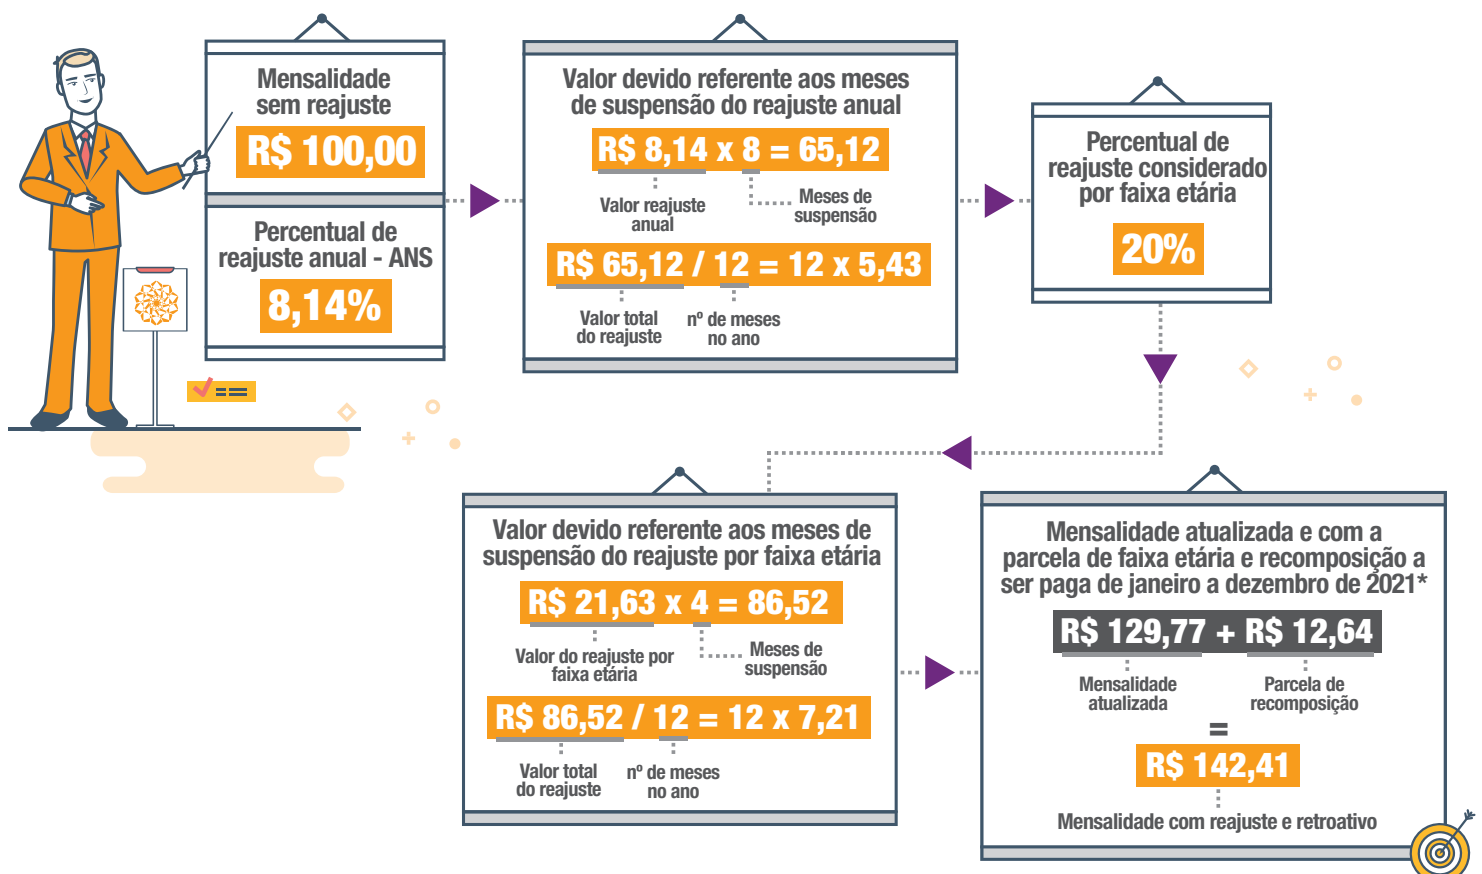 Mensalidade
sem reajuste
R$ 100,00
Percentual de
reajuste anual - ANS
8,14%
Valor devido referente aos meses
de suspensão do reajuste anual
R$ 8,14 x 8 = 65,12
Valor reajuste
anual
Meses de
suspensão
R$ 65,12 / 12 = 12 x 5,43
Valor total
do reajuste
nº de meses
no ano
Percentual de
reajuste considerado
por faixa etária
20%
Valor devido referente aos meses de
suspensão do reajuste por faixa etária
R$ 21,63 x 4 = 86,52
Valor do reajuste por
faixa etária
Meses de
suspensão
R$ 86,52 / 12 = 12 x 7,21
Valor total
do reajuste
nº de meses
no ano
Mensalidade atualizada e com a
parcela de faixa etária e recomposição a
ser paga de janeiro a dezembro de 2021*
R$ 129,77 + R$ 12,64
Mensalidade
atualizada
Parcela de
recomposição
=
R$ 142,41
Mensalidade com reajuste e retroativo